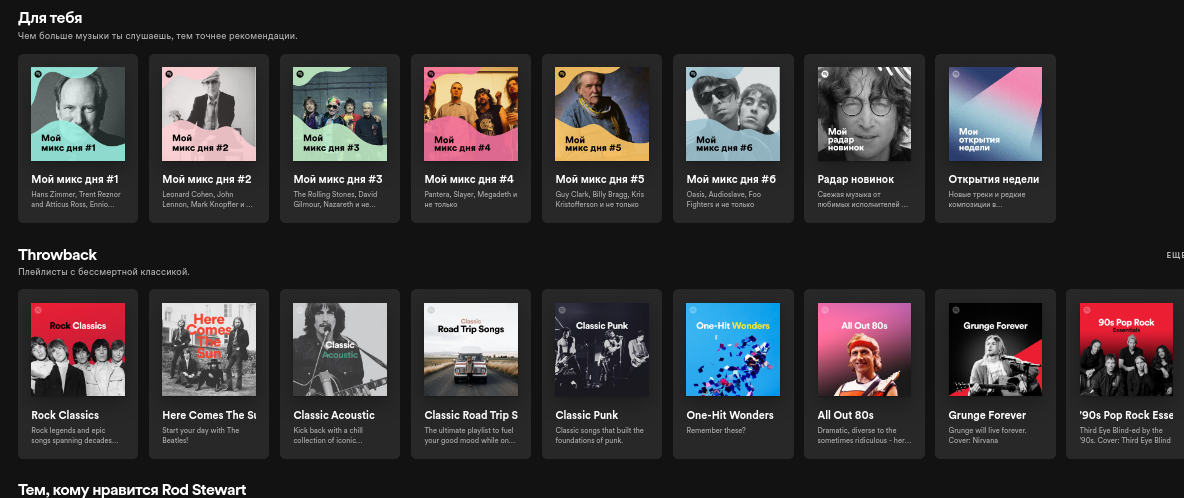 Для тебя
Чем больше музыки ты слушаешь, тем точнее рекомендации.
Мой
микс дня #1
Мой микс дня #1
Hans Zimmer, Trent Reznor
and Atticus Ross, Ennio...
Мой
микс дня #2
Мой микс дня #2
Leonard Cohen, John
Lennon, Mark Knopfler и ...
Мой
микс дня #3
Мой микс дня #3
The Rolling Stones, David
Gilmour, Nazareth и не...
Мой
микс дня #4
Мой микс дня #4
Pantera, Slayer, Megadeth и
не только
Мой
микс дня #5
Мой микс дня #5
Guy Clark, Billy Bragg, Kris
Kristofferson и не только
Мой
микс дня #6
Мой микс дня #6
Oasis, Audioslave, Foo
Fighters и не только
Мой
радар
новинок
Радар новинок
Свежая музыка от
любимых исполнителей ...
Мои
открытия
недели
Открытия недели
Новые треки и редкие
композиции в...
Throwback
Плейлисты с бессмертной классикой.
ЕЩЕ
Rock Classics
Rock Classics
Rock legends and epic
songs spanning decades...
Here
Comes
The
Sun
Here Comes The Su
Start your day with The
Beatles!
Classic
Acoustic
Classic Acoustic
Kick back with a chill
collection of iconic...
Classic
Road Trip Songs
Classic Road Trip S
The ultimate playlist to fuel
your good mood while on...
Classic Punk
Classic Punk
Classic songs that built the
foundations of punk.
One-Hit Wonders
One-Hit Wonders
Remember these?
All Out 80s
All Out 80s
Dramatic, diverse to the
sometimes ridiculous - her...
Grunge Forever
Grunge Forever
Grunge will live forever.
Cover: Nirvana
90s Pop Rock
Essentials
'90s Pop Rock Esse
Third Eye Blind-ed by the
'90s. Cover: Third Eye Blind
Тем, кому нравится Rod Stewart